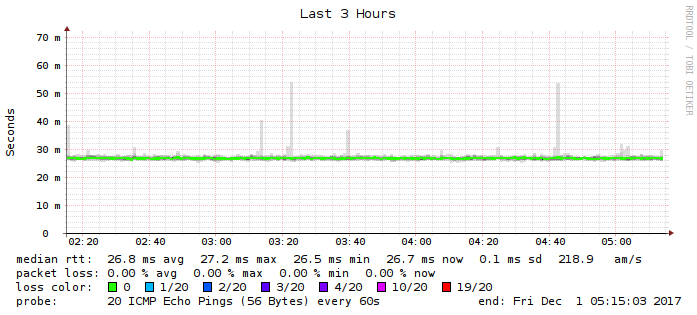 Last 3 Hours
RRDTOOL / TOBI OETIKER
Seconds
70 m
60 m
50 m
40 m
30 m
20 m
10 m
0
02:20 02:40 03:00 03:20 03:40 04:00 04:20 04:40 05:00
median rtt: 26.8 ms avg 27.2 ms max 26.5 ms min 26.7 ms now 0.1 ms sd 218.9 am/s
packet loss: 0.00 % avg 0.00 % max 0.00 % min 0.00 % now
loss color: 0 1/20 2/20 3/20 4/20 10/20 19/20
probe: 20 ICMP Echo Pings (56 Bytes) every 60s end: Fri Dec 1 05:15:03 2017